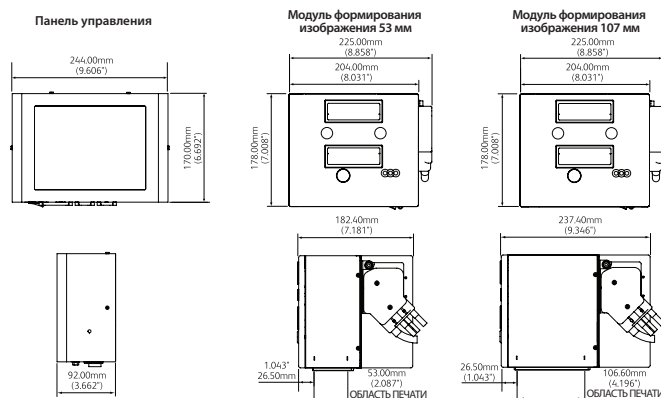 Панель управления
244.00mm
(9.606")
170.00mm
(6.692")
92.00mm
(3.662")
Модуль формирования
изображения 53 мм
225.00mm
(8.858")
204.00mm
(8.031")
178.00mm
(7.008")
182.40mm
(7.181")
1.043"
26.50mm
53.00mm
(2.087")
ОБЛАСТЬ ПЕЧАТИ
Модуль формирования
изображения 107 мм
225.00mm
(8.858")
204.00mm
(8.031")
178.00mm
(7.008")
237.40mm
(9.346")
26.50mm
(1.043")
106.60mm
(4.196")
ОБЛАСТЬ ПЕЧАТИ